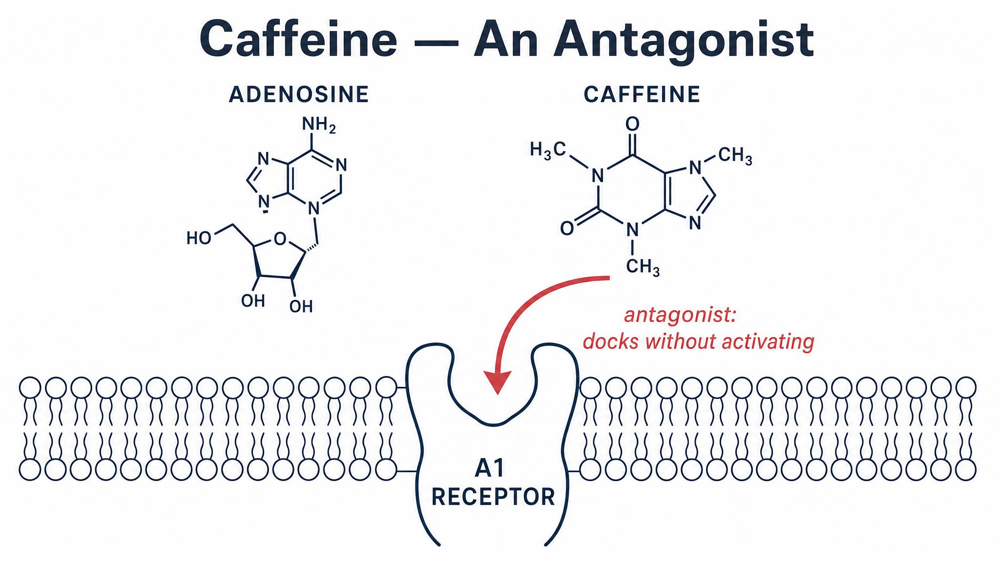 Caffeine — An Antagonist
ADENOSINE
NH₂
N
N
N
N
HO
O
OH
OH
CAFFEINE
O
H₃C
CH₃
N
N
O
N
N
CH₃
antagonist:
docks without activating
A1
RECEPTOR